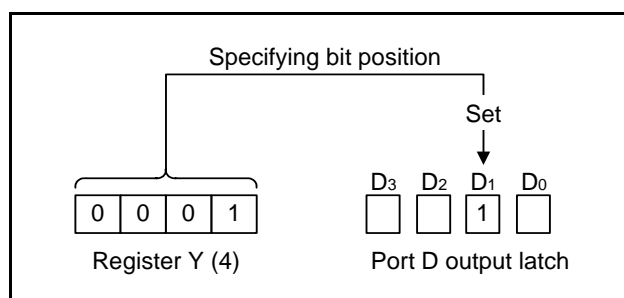 Specifying bit position
Set
D3 D2 D1 D0
0 0 0 1 1
Register Y (4) Port D output latch